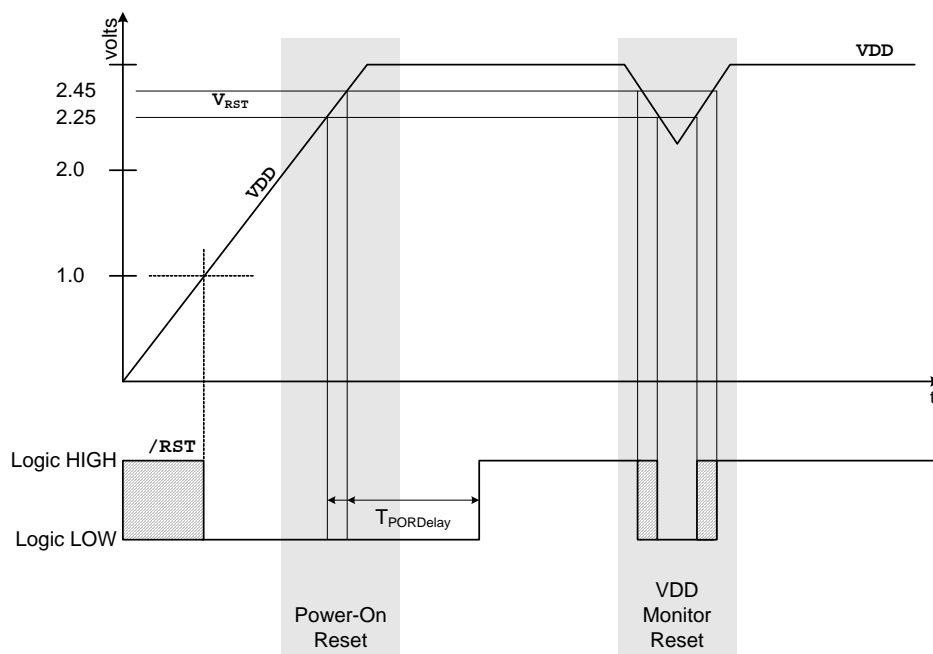 volts
VDD
2.45
VRST
2.25
2.0
VDD
1.0
t
/RST
Logic HIGH
TPORDelay
Logic LOW
Power-On
Reset
VDD
Monitor
Reset